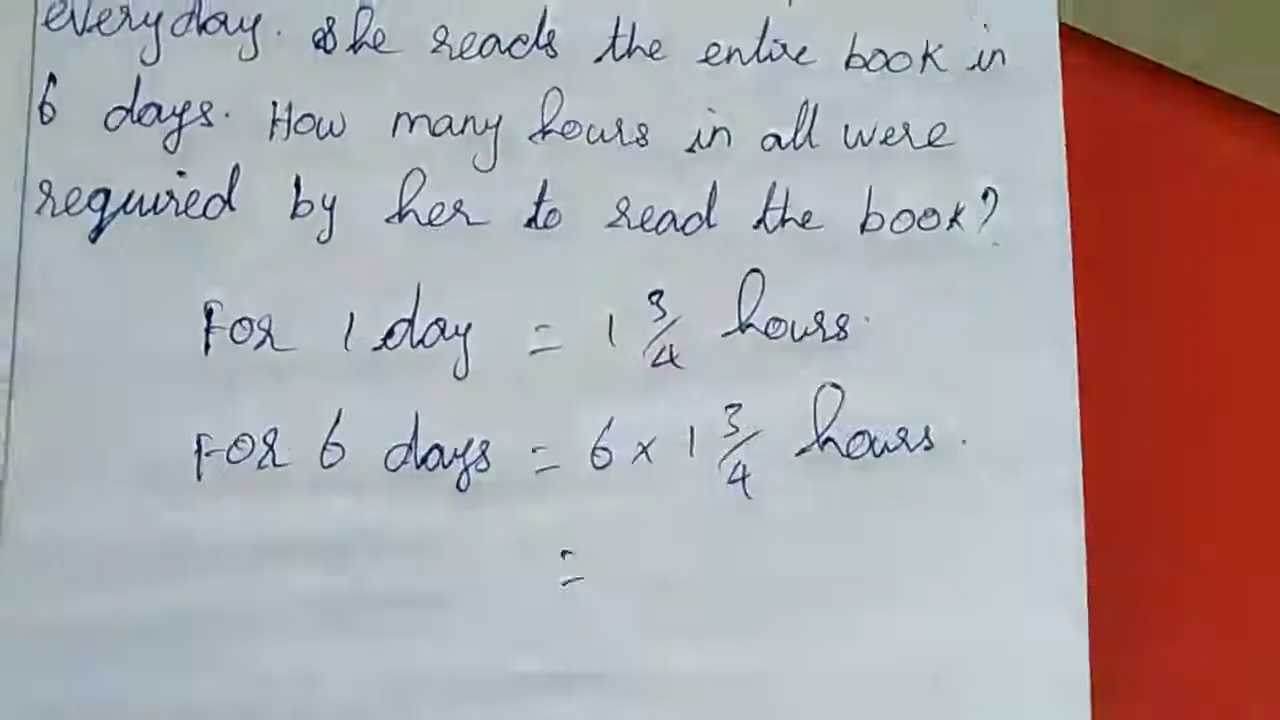 everyday. She reads the entire book in
6 days. How many hours in all were
required by her to read the book?
For 1 day = 1 3/4 hours.
For 6 days = 6 × 1 3/4 hours.
=